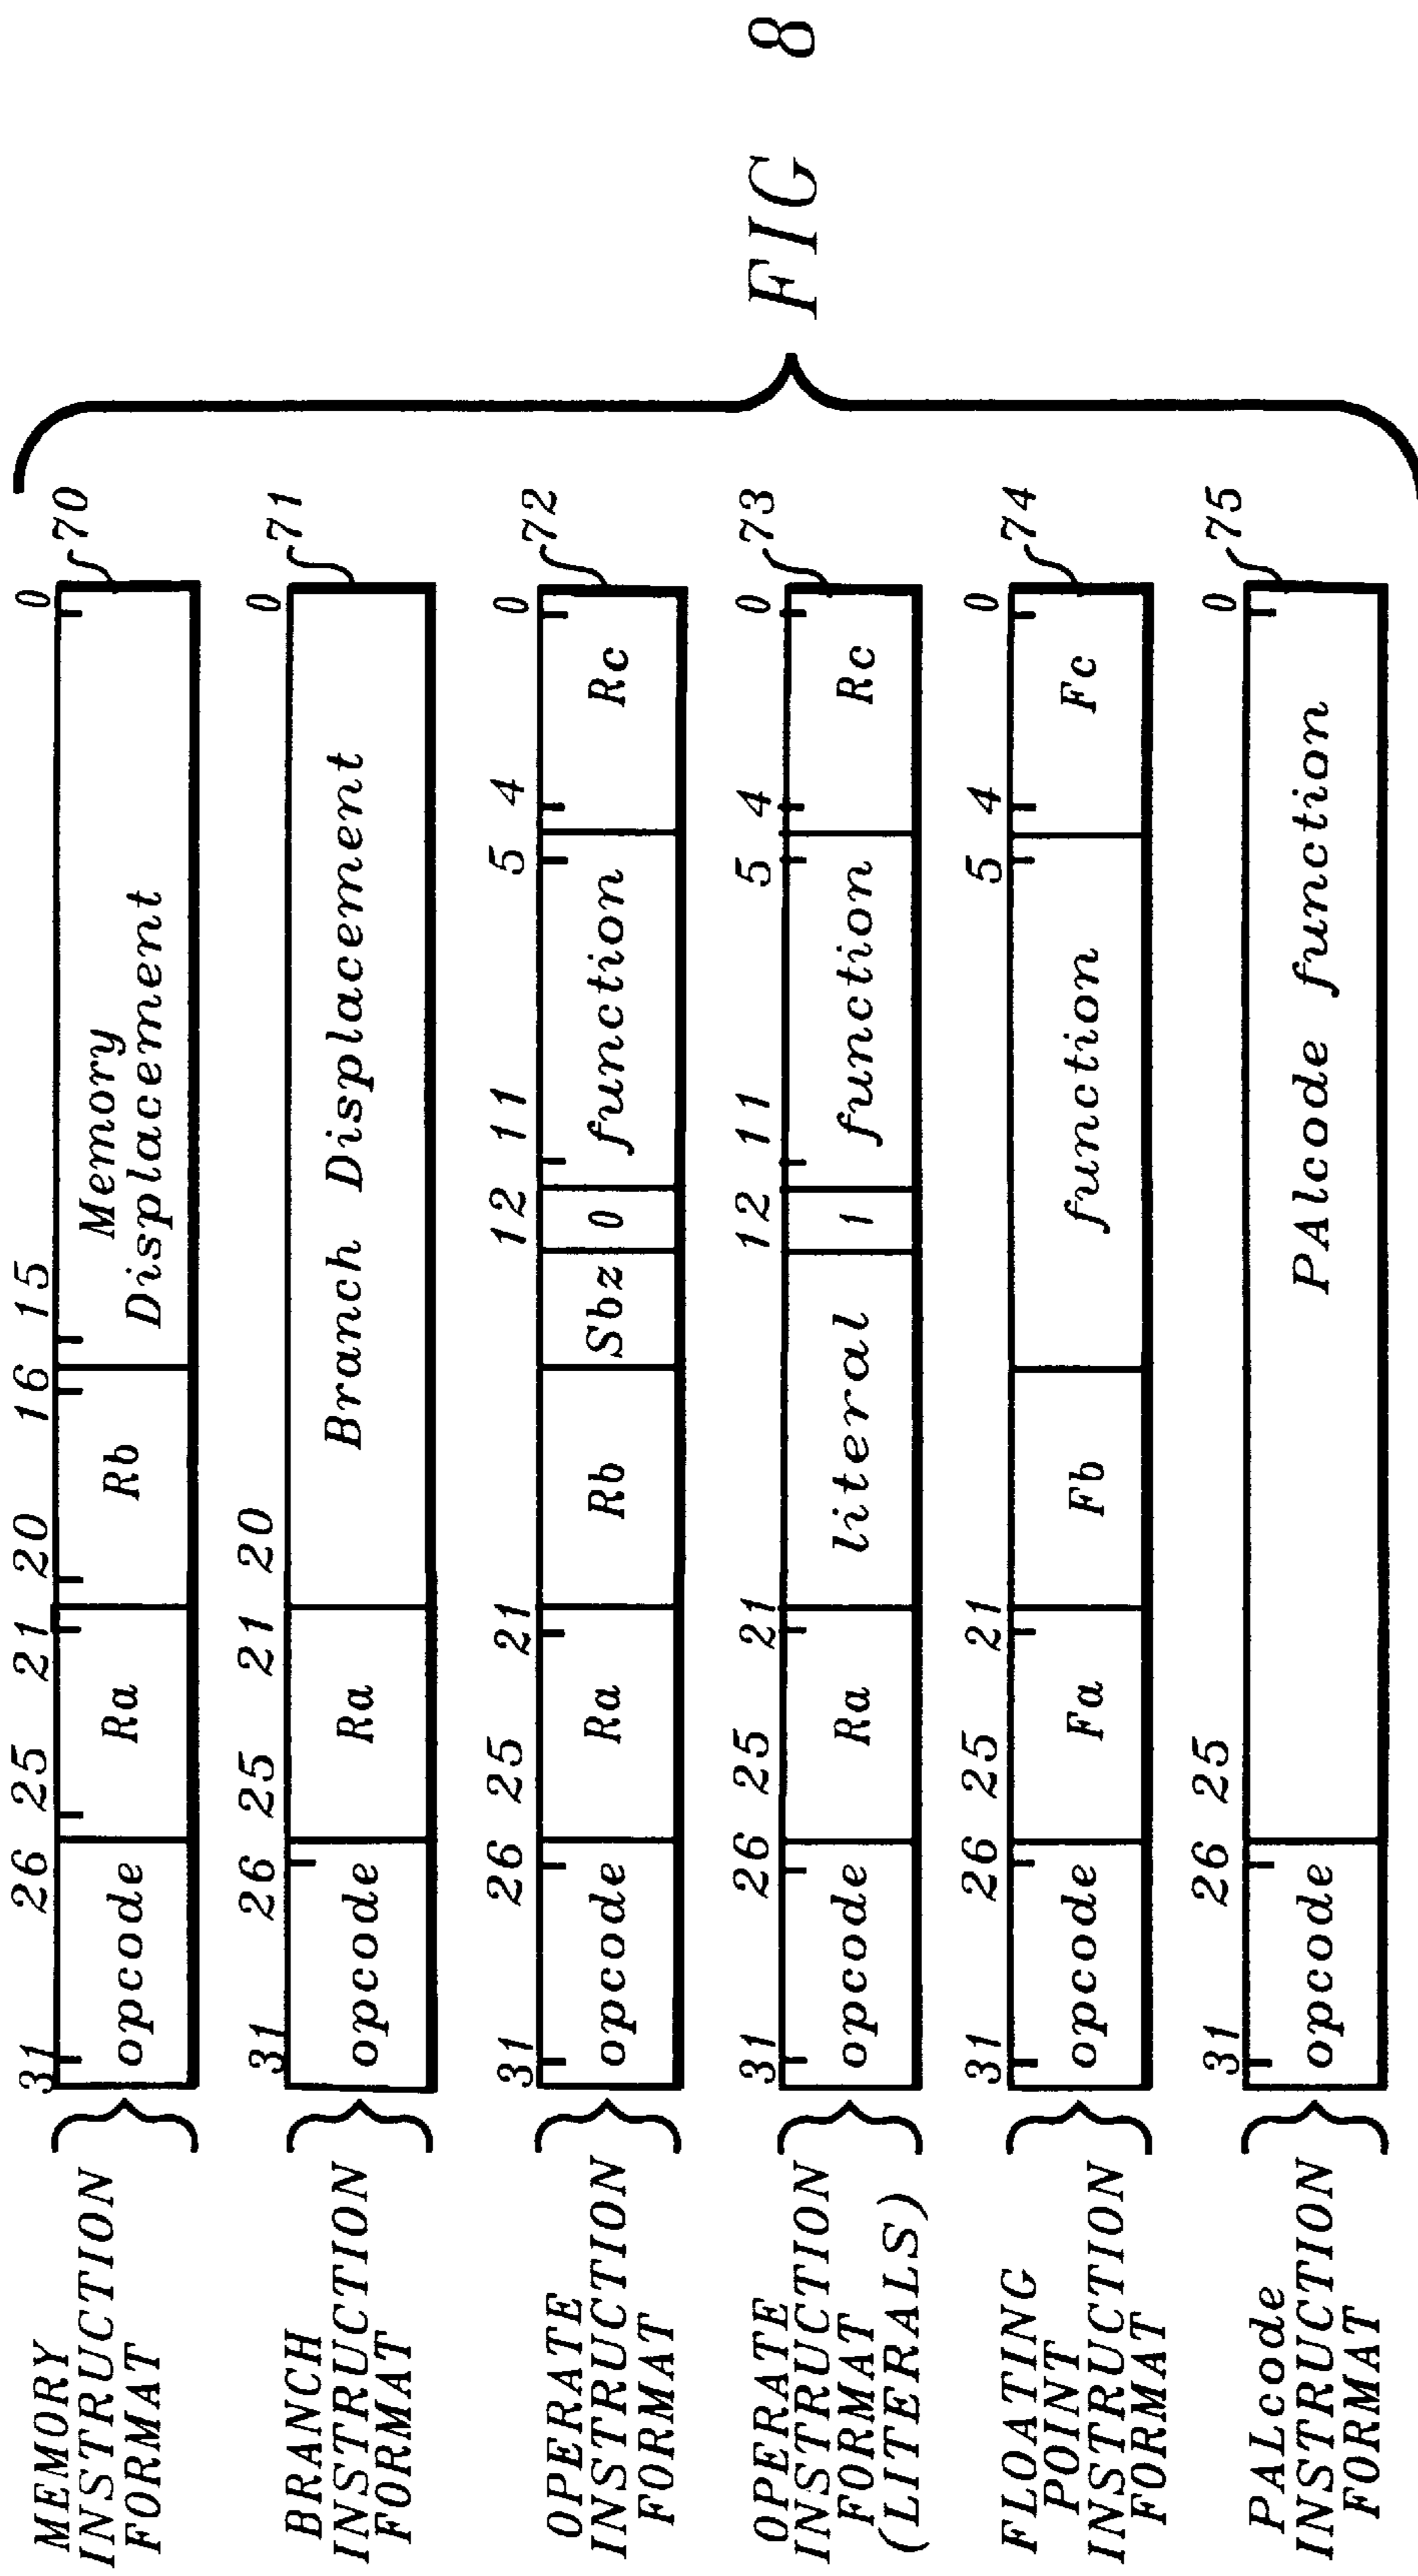 MEMORY
INSTRUCTION
FORMAT
31 26 25 21 20 16 15 0
opcode Ra Rb Memory
Displacement
70
BRANCH
INSTRUCTION
FORMAT
31 26 25 21 20 0
opcode Ra Branch Displacement
71
OPERATE
INSTRUCTION
FORMAT
31 26 25 21 12 11 5 4 0
opcode Ra Rb Sbz 0 function Rc
72
OPERATE
INSTRUCTION
FORMAT
(LITERALS)
31 26 25 21 12 11 5 4 0
opcode Ra literal 1 function Rc
73
FLOATING
POINT
INSTRUCTION
FORMAT
31 26 25 21 5 4 0
opcode Fa Fb function Fc
74
PALcode
INSTRUCTION
FORMAT
31 26 25 0
opcode PAlcode function
75
FIG 8